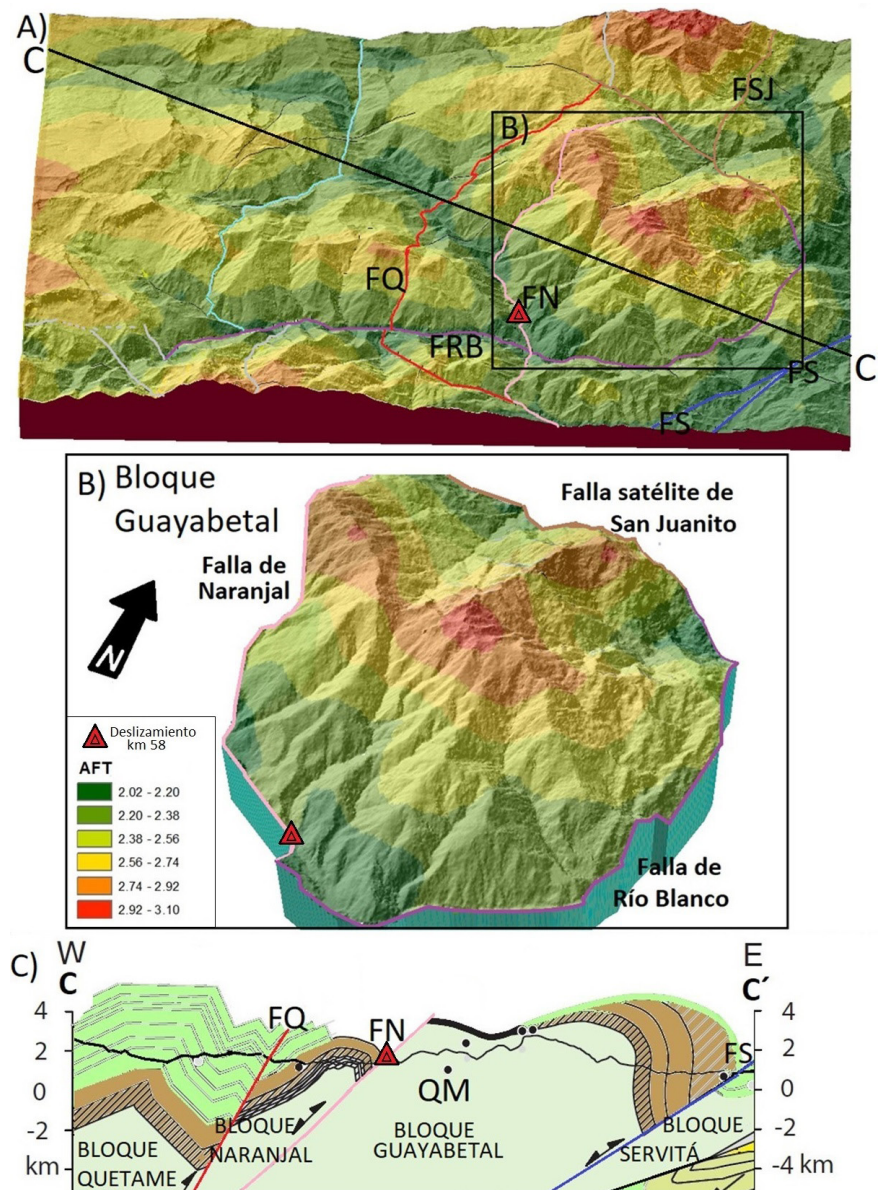 A)
C
FSJ
B)
FQ
FN
FRB
FS
C
FS
B) Bloque
Guayabetal
Falla satélite de
San Juanito
Falla de
Naranjal
N
Deslizamiento
km 58
AFT
2.02 - 2.20
2.20 - 2.38
2.38 - 2.56
2.56 - 2.74
2.74 - 2.92
2.92 - 3.10
Falla de
Río Blanco
C)
W
E
C
C´
4
FQ
FN
4
2
FS
2
0
QM
0
-2
BLOQUE
BLOQUE
BLOQUE
-2
BLOQUE
NARANJAL
GUAYABETAL
SERVITÁ
km
QUETAME
-4 km